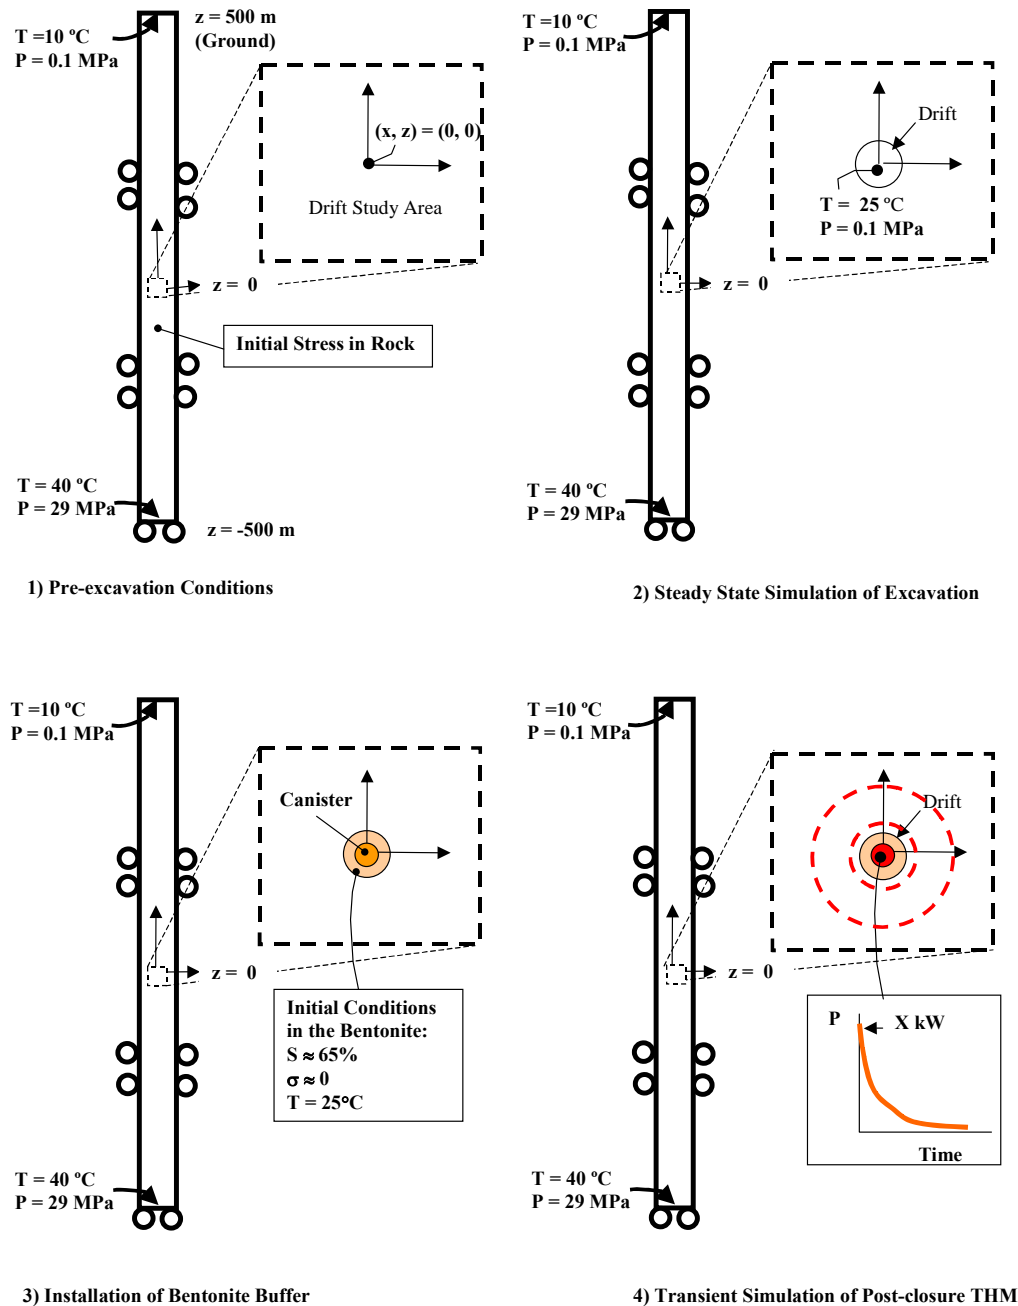 z = 500 m
(Ground)
T =10 ºC
P = 0.1 MPa
(x, z) = (0, 0)
Drift Study Area
z = 0
Initial Stress in Rock
T = 40 ºC
P = 29 MPa
z = -500 m
1) Pre-excavation Conditions
T =10 ºC
P = 0.1 MPa
Drift
T = 25 ºC
P = 0.1 MPa
z = 0
T = 40 ºC
P = 29 MPa
2) Steady State Simulation of Excavation
T =10 ºC
P = 0.1 MPa
Canister
z = 0
Initial Conditions
in the Bentonite:
S ≈ 65%
σ ≈ 0
T = 25°C
T = 40 ºC
P = 29 MPa
3) Installation of Bentonite Buffer
T =10 ºC
P = 0.1 MPa
Drift
z = 0
P
X kW
Time
T = 40 ºC
P = 29 MPa
4) Transient Simulation of Post-closure THM